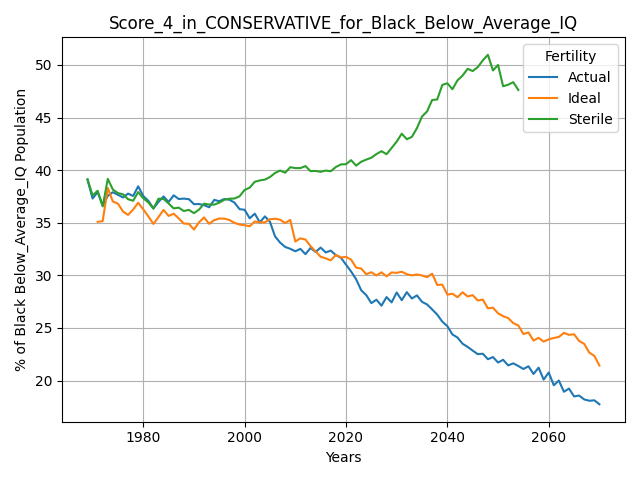 Score_4_in_CONSERVATIVE_for_Black_Below_Average_IQ
% of Black Below_Average_IQ Population
50
45
40
35
30
25
20
Fertility
Actual
Ideal
Sterile
1980
2000
2020
2040
2060
Years